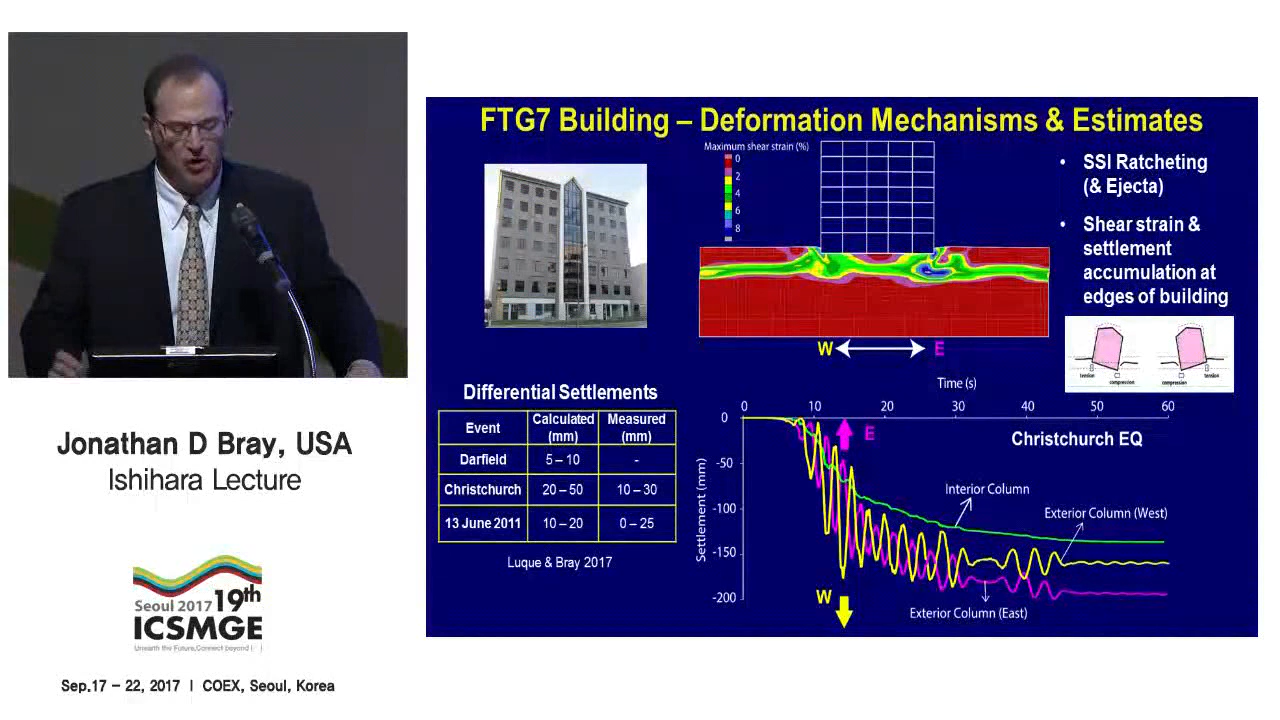 FTG7 Building – Deformation Mechanisms & Estimates
Maximum shear strain (%)
0
2
4
6
8
• SSI Ratcheting
(& Ejecta)
• Shear strain &
settlement
accumulation at
edges of building
W
E
tension
compression
compression
tension
Differential Settlements
Event Calculated (mm) Measured (mm)
Darfield 5 – 10 -
Christchurch 20 – 50 10 – 30
13 June 2011 10 – 20 0 – 25
Luque & Bray 2017
Time (s)
0 10 20 30 40 50 60
Settlement (mm)
0
-50
-100
-150
-200
E
W
Christchurch EQ
Interior Column
Exterior Column (West)
Exterior Column (East)
Jonathan D Bray, USA
Ishihara Lecture
Seoul 2017 19th
ICSMGE
Unearth the Future, Connect beyond
Sep.17 – 22, 2017 I COEX, Seoul, Korea